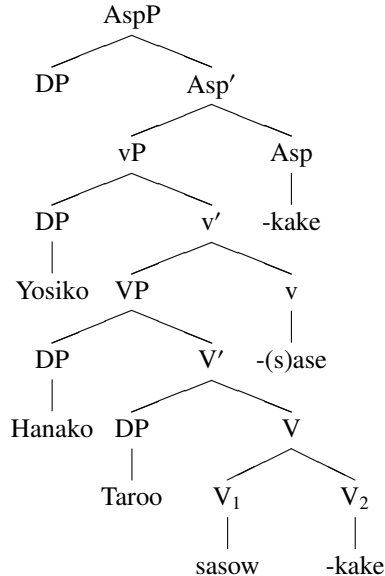 AspP
DP Asp′
vP Asp
DP v′ -kake
Yosiko VP v
DP V′ -(s)ase
Hanako DP V
Taroo V₁ V₂
sasow -kake